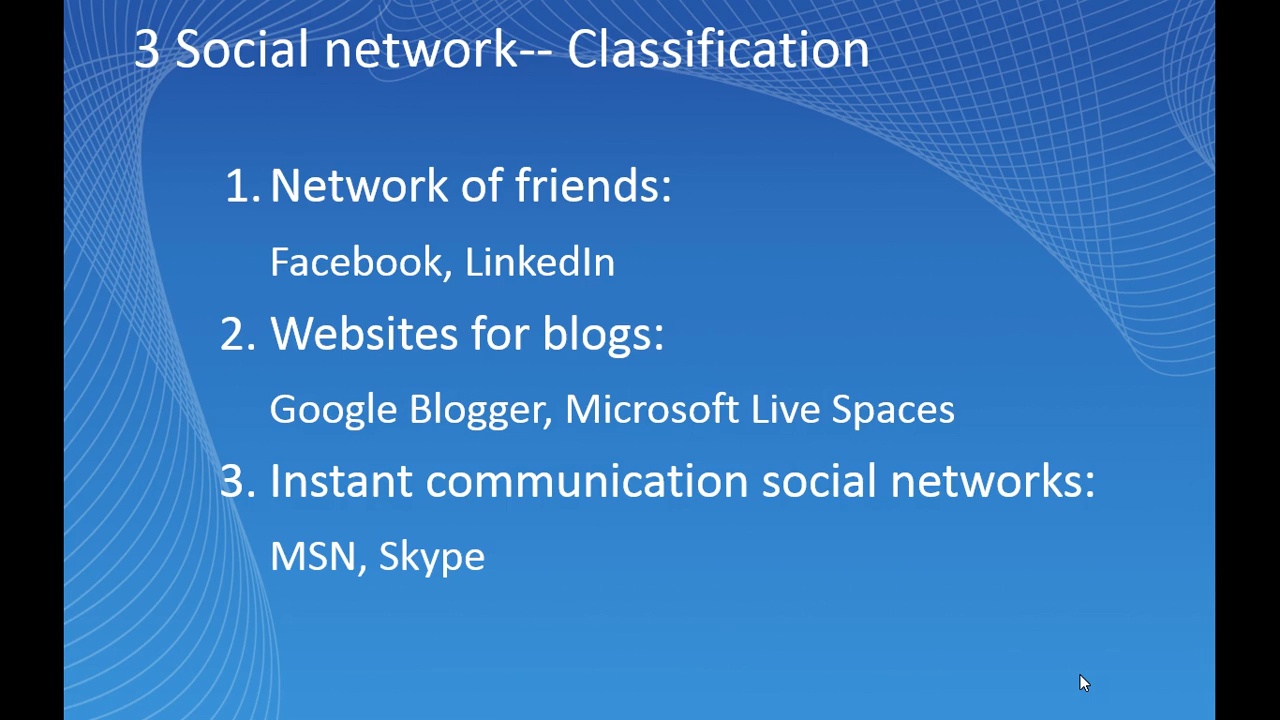 3 Social network-- Classification
1. Network of friends:
Facebook, LinkedIn
2. Websites for blogs:
Google Blogger, Microsoft Live Spaces
3. Instant communication social networks:
MSN, Skype